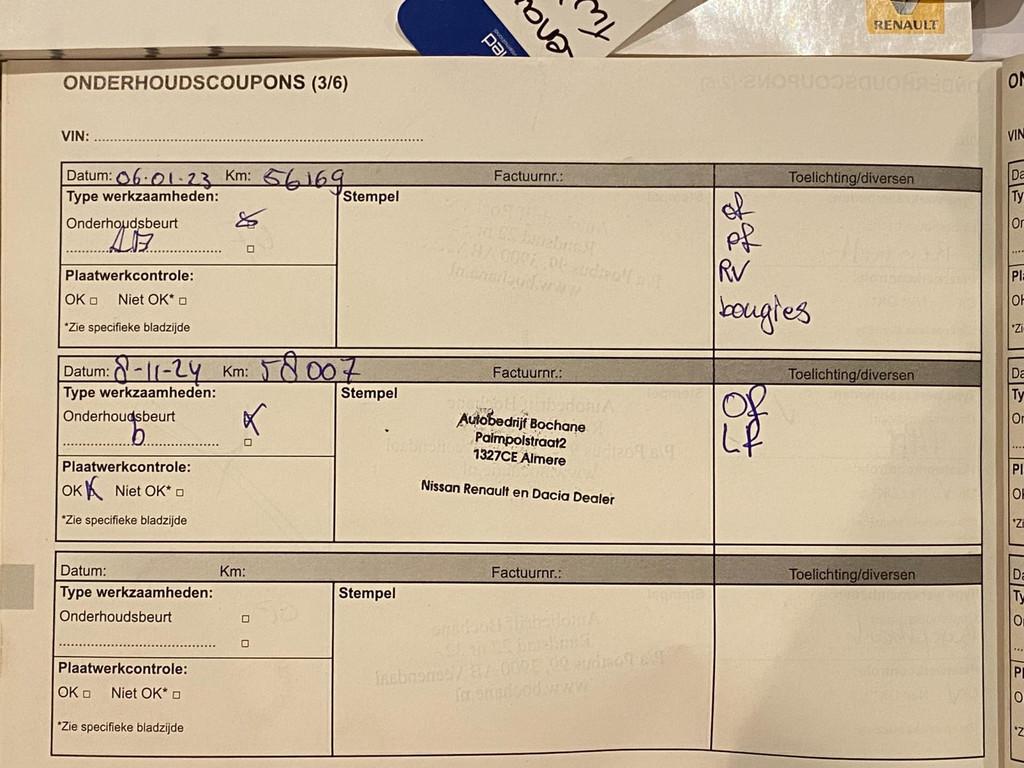 RENAULT
ONDERHOUDSCOUPONS (3/6)
VIN:
Datum: 06-01-23 Km: 56169 Factuurnr.: Toelichting/diversen
Type werkzaamheden: Stempel
Onderhoudsbeurt
Plaatwerkcontrole:
OK Niet OK*
*Zie specifieke bladzijde
of
pf
RV
bougies
Datum: 8-11-24 Km: 58007 Factuurnr.: Toelichting/diversen
Type werkzaamheden: Stempel
Onderhoudsbeurt
b
Plaatwerkcontrole:
OK Niet OK*
*Zie specifieke bladzijde
Autobedrijf Bochane
Palmpolstraat2
1327CE Almere
Nissan Renault en Dacia Dealer
Of
Lf
Datum: Km: Factuurnr.: Toelichting/diversen
Type werkzaamheden: Stempel
Onderhoudsbeurt
Plaatwerkcontrole:
OK Niet OK*
*Zie specifieke bladzijde